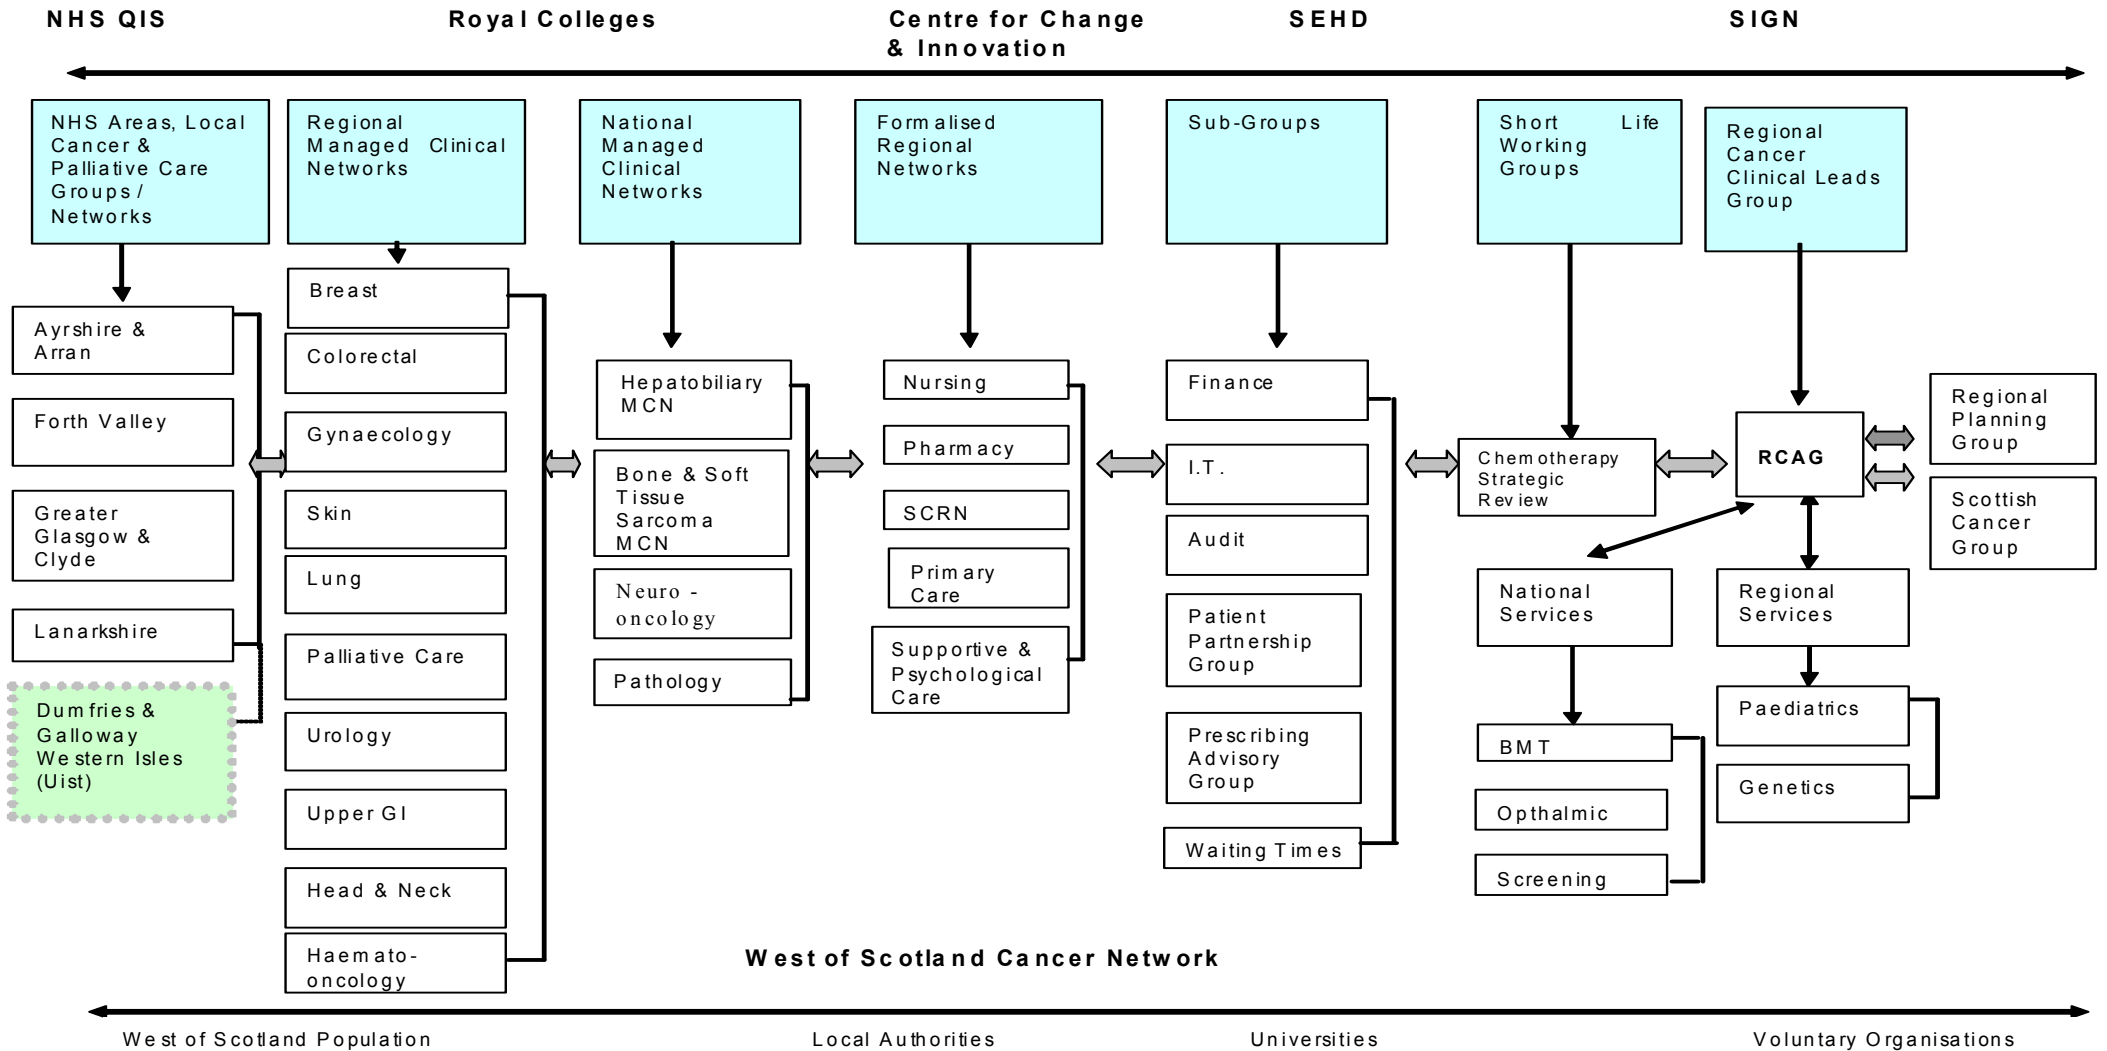 NHS QIS
Royal Colleges
Centre for Change
& Innovation
SEHD
SIGN
NHS Areas, Local
Cancer &
Palliative Care
Groups /
Networks
Regional
Managed Clinical
Networks
National
Managed
Clinical
Networks
Formalised
Regional
Networks
Sub-Groups
Short Life
Working
Groups
Regional
Cancer
Clinical Leads
Group
Ayrshire &
Arran
Forth Valley
Greater
Glasgow &
Clyde
Lanarkshire
Dumfries &
Galloway
Western Isles
(Uist)
Breast
Colorectal
Gynaecology
Skin
Lung
Palliative Care
Urology
Upper GI
Head & Neck
Haemato-
oncology
Hepatobiliary
MCN
Bone & Soft
Tissue
Sarcoma
MCN
Neuro -
oncology
Pathology
Nursing
Pharmacy
SCRN
Primary
Care
Supportive &
Psychological
Care
Finance
I.T.
Audit
Patient
Partnership
Group
Prescribing
Advisory
Group
Waiting Times
Chemotherapy
Strategic
Review
National
Services
BMT
Opthalmic
Screening
RCAG
Regional
Services
Paediatrics
Genetics
Regional
Planning
Group
Scottish
Cancer
Group
West of Scotland Cancer Network
West of Scotland Population
Local Authorities
Universities
Voluntary Organisations